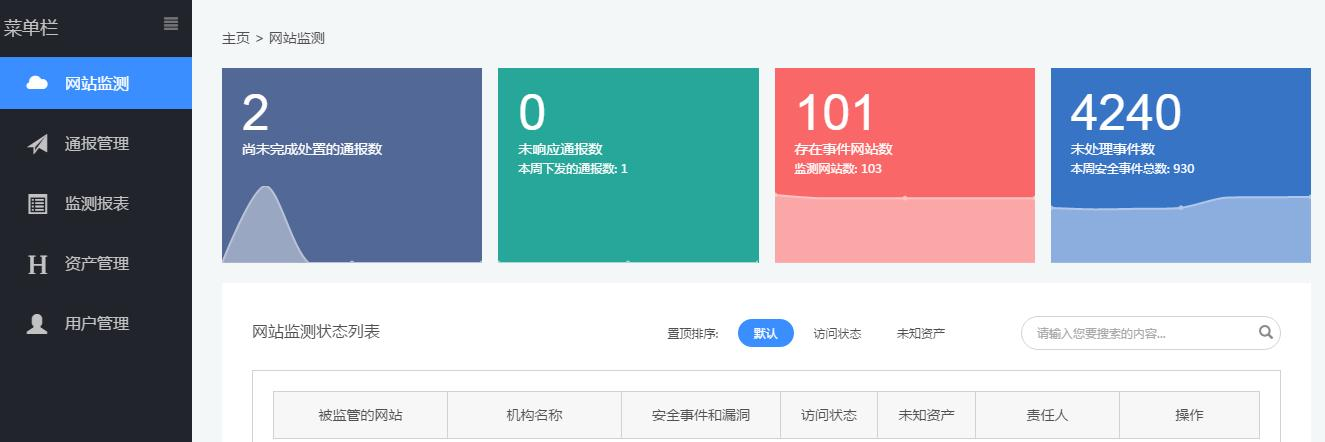 菜单栏
网站监测
通报管理
监测报表
资产管理
用户管理
主页 > 网站监测
2
尚未完成处置的通报数
0
未响应通报数
本周下发的通报数: 1
101
存在事件网站数
监测网站数: 103
4240
未处理事件数
本周安全事件总数: 930
网站监测状态列表
置顶排序: 默认 访问状态 未知资产
请输入您要搜索的内容...
被监管的网站 机构名称 安全事件和漏洞 访问状态 未知资产 责任人 操作